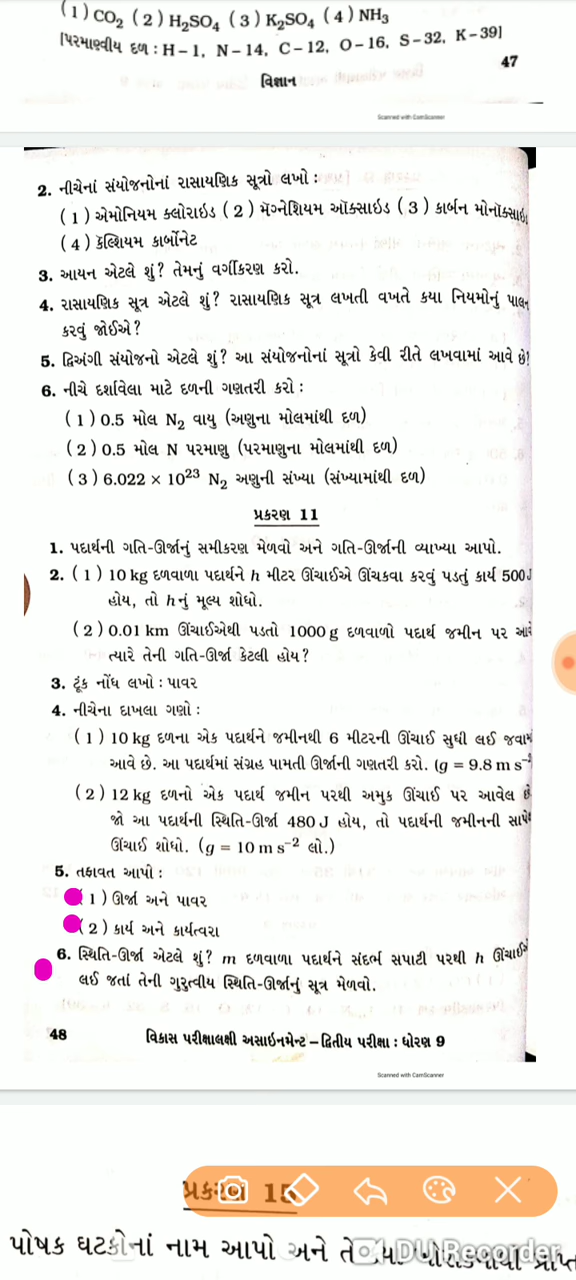 (1) CO₂ (2) H₂SO₄ (3) K₂SO₄ (4) NH₃
[પરમાણ્વીય દળ : H – 1, N – 14, C – 12, O – 16, S – 32, K – 39]
47
વિજ્ઞાન
Scanned with CamScanner
2. નીચેનાં સંયોજનોનાં રાસાયણિક સૂત્રો લખો :
(1) એમોનિયમ ક્લોરાઇડ (2) મૅગ્નેશિયમ ઑક્સાઇડ (3) કાર્બન મોનૉક્સાઇડ
(4) કૅલ્શિયમ કાર્બોનેટ
3. આયન એટલે શું? તેમનું વર્ગીકરણ કરો.
4. રાસાયણિક સૂત્ર એટલે શું? રાસાયણિક સૂત્ર લખતી વખતે કયા નિયમોનું પાલન
કરવું જોઈએ?
5. દ્વિઅંગી સંયોજનો એટલે શું? આ સંયોજનોનાં સૂત્રો કેવી રીતે લખવામાં આવે છે?
6. નીચે દર્શાવેલા માટે દળની ગણતરી કરો :
(1) 0.5 મોલ N₂ વાયુ (અણુના મોલમાંથી દળ)
(2) 0.5 મોલ N પરમાણુ (પરમાણુના મોલમાંથી દળ)
(3) 6.022 × 10²³ N₂ અણુની સંખ્યા (સંખ્યામાંથી દળ)
પ્રકરણ 11
1. પદાર્થની ગતિ-ઊર્જાનું સમીકરણ મેળવો અને ગતિ-ઊર્જાની વ્યાખ્યા આપો.
2. (1) 10 kg દળવાળા પદાર્થને h મીટર ઊંચાઈએ ઊંચકવા કરવું પડતું કાર્ય 500 J
હોય, તો h નું મૂલ્ય શોધો.
(2) 0.01 km ઊંચાઈએથી પડતો 1000 g દળવાળો પદાર્થ જમીન પર આવે
ત્યારે તેની ગતિ-ઊર્જા કેટલી હોય?
3. ટૂંક નોંધ લખો : પાવર
4. નીચેના દાખલા ગણો :
(1) 10 kg દળના એક પદાર્થને જમીનથી 6 મીટરની ઊંચાઈ સુધી લઈ જવામાં
આવે છે. આ પદાર્થમાં સંગ્રહ પામતી ઊર્જાની ગણતરી કરો. (g = 9.8 m s⁻²
(2) 12 kg દળનો એક પદાર્થ જમીન પરથી અમુક ઊંચાઈ પર આવેલ છે
જો આ પદાર્થની સ્થિતિ-ઊર્જા 480 J હોય, તો પદાર્થની જમીનની સાપેક્ષ
ઊંચાઈ શોધો. (g = 10 m s⁻² લો.)
5. તફાવત આપો :
(1) ઊર્જા અને પાવર
(2) કાર્ય અને કાર્યત્વરા
6. સ્થિતિ-ઊર્જા એટલે શું? m દળવાળા પદાર્થને સંદર્ભ સપાટી પરથી h ઊંચાઈએ
લઈ જતાં તેની ગુરુત્વીય સ્થિતિ-ઊર્જાનું સૂત્ર મેળવો.
48 વિકાસ પરીક્ષાલક્ષી અસાઇનમેન્ટ – દ્વિતીય પરીક્ષા : ધોરણ 9
Scanned with CamScanner
પ્રકરણ 15
પોષક ઘટકોનાં નામ આપો અને તે
DU Recorder